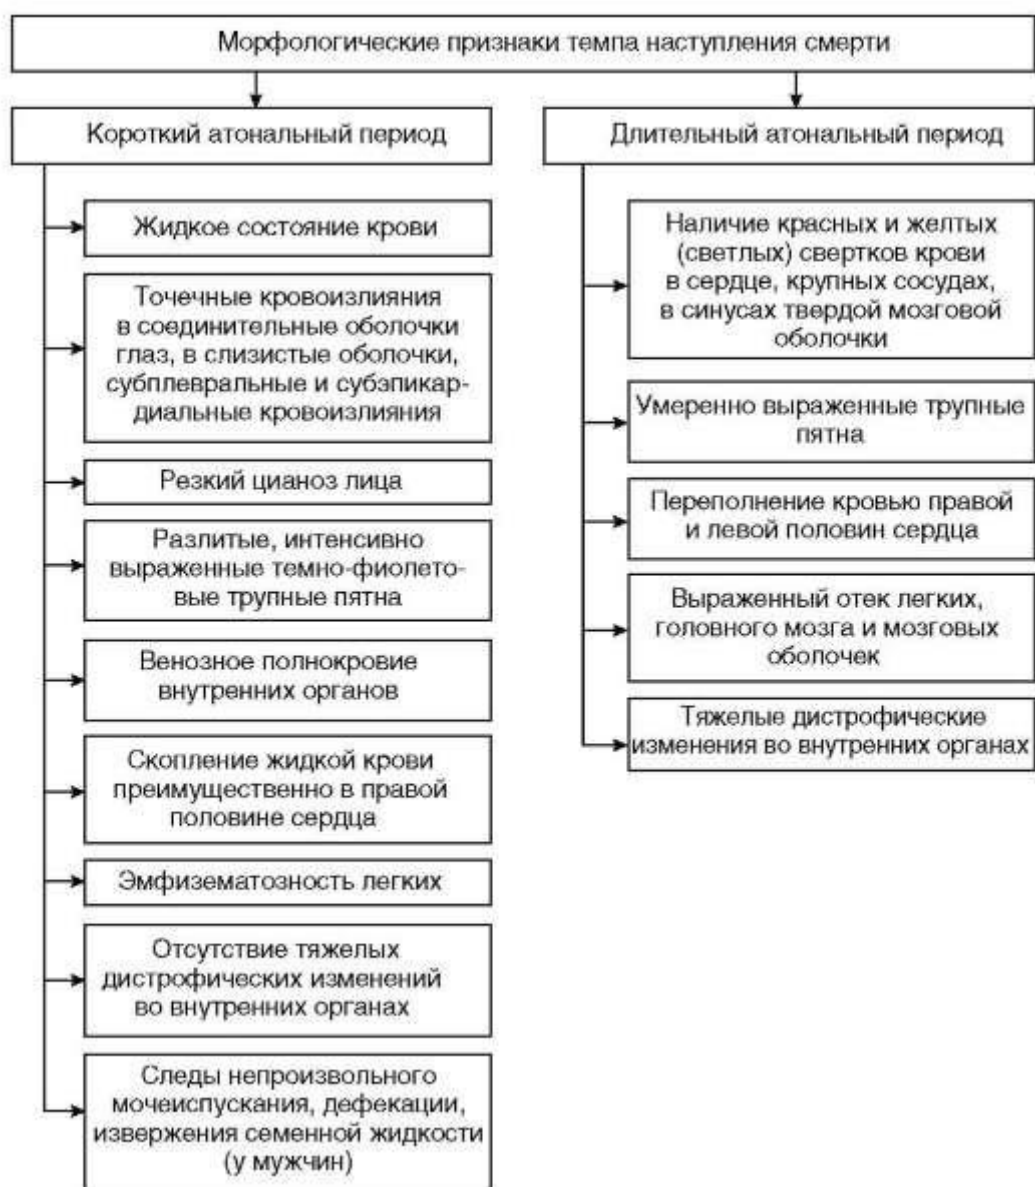 Морфологические признаки темпа наступления смерти
Короткий атональный период
Жидкое состояние крови
Точечные кровоизлияния
в соединительные оболочки
глаз, в слизистые оболочки,
субплевральные и субэпикар-
диальные кровоизлияния
Резкий цианоз лица
Разлитые, интенсивно
выраженные темно-фиолето-
вые трупные пятна
Венозное полнокровие
внутренних органов
Скопление жидкой крови
преимущественно в правой
половине сердца
Эмфизематозность легких
Отсутствие тяжелых
дистрофических изменений
во внутренних органах
Следы непроизвольного
мочеиспускания, дефекации,
извержения семенной жидкости
(у мужчин)
Длительный атональный период
Наличие красных и желтых
(светлых) свертков крови
в сердце, крупных сосудах,
в синусах твердой мозговой
оболочки
Умеренно выраженные трупные
пятна
Переполнение кровью правой
и левой половин сердца
Выраженный отек легких,
головного мозга и мозговых
оболочек
Тяжелые дистрофические
изменения во внутренних органах